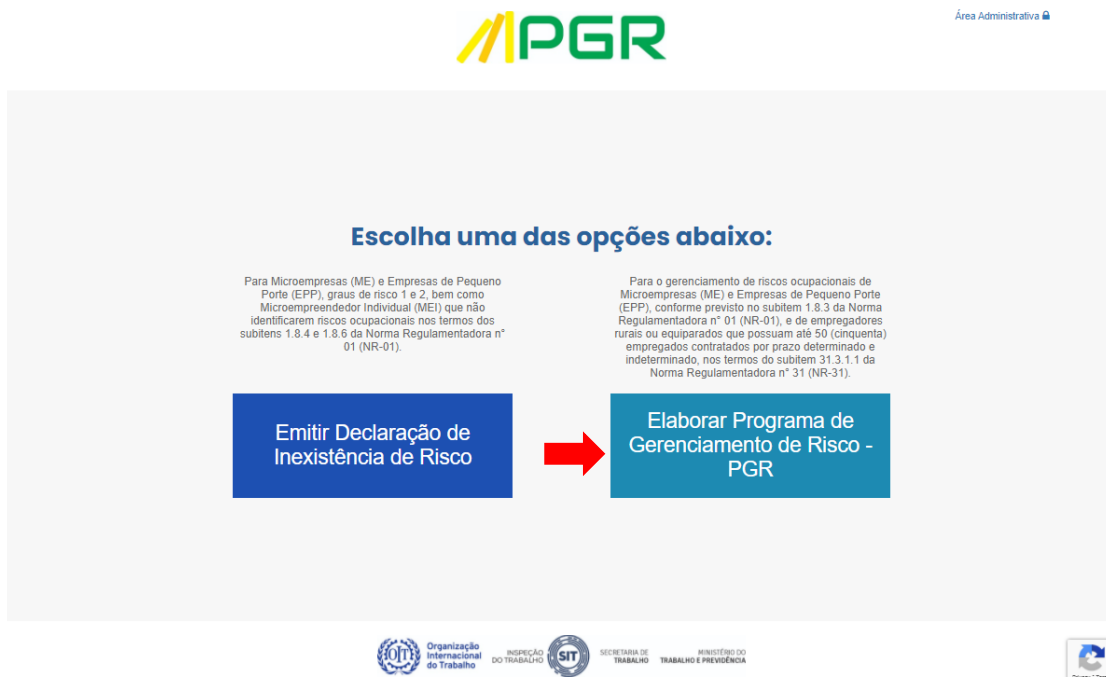 PGR
Área Administrativa
Escolha uma das opções abaixo:
Para Microempresas (ME) e Empresas de Pequeno
Porte (EPP), graus de risco 1 e 2, bem como
Microempreendedor Individual (MEI) que não
identificarem riscos ocupacionais nos termos dos
subitens 1.8.4 e 1.8.6 da Norma Regulamentadora n°
01 (NR-01).
Para o gerenciamento de riscos ocupacionais de
Microempresas (ME) e Empresas de Pequeno Porte
(EPP), conforme previsto no subitem 1.8.3 da Norma
Regulamentadora n° 01 (NR-01), e de empregadores
rurais ou equiparados que possuam até 50 (cinquenta)
empregados contratados por prazo determinado e
indeterminado, nos termos do subitem 31.3.1.1 da
Norma Regulamentadora n° 31 (NR-31).
Emitir Declaração de
Inexistência de Risco
Elaborar Programa de
Gerenciamento de Risco -
PGR
OIT
Organização
Internacional
do Trabalho
INSPEÇÃO
DO TRABALHO
SIT
SECRETARIA DE
TRABALHO
MINISTÉRIO DO
TRABALHO E PREVIDÊNCIA